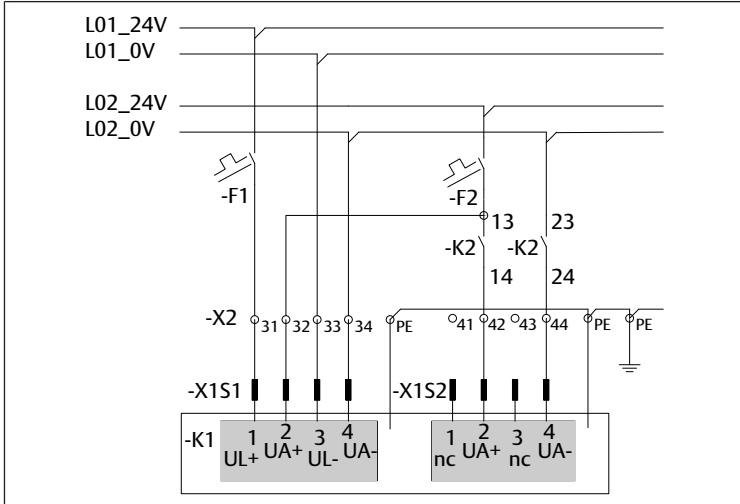 L01_24V
L01_0V
L02_24V
L02_0V
-F1
-F2
13 23
-K2 -K2
14 24
-X2 31 32 33 34 PE 41 42 43 44 PE PE
-X1S1 -X1S2
-K1 1 2 3 4 1 2 3 4
UL+ UA+ UL- UA- nc UA+ nc UA-